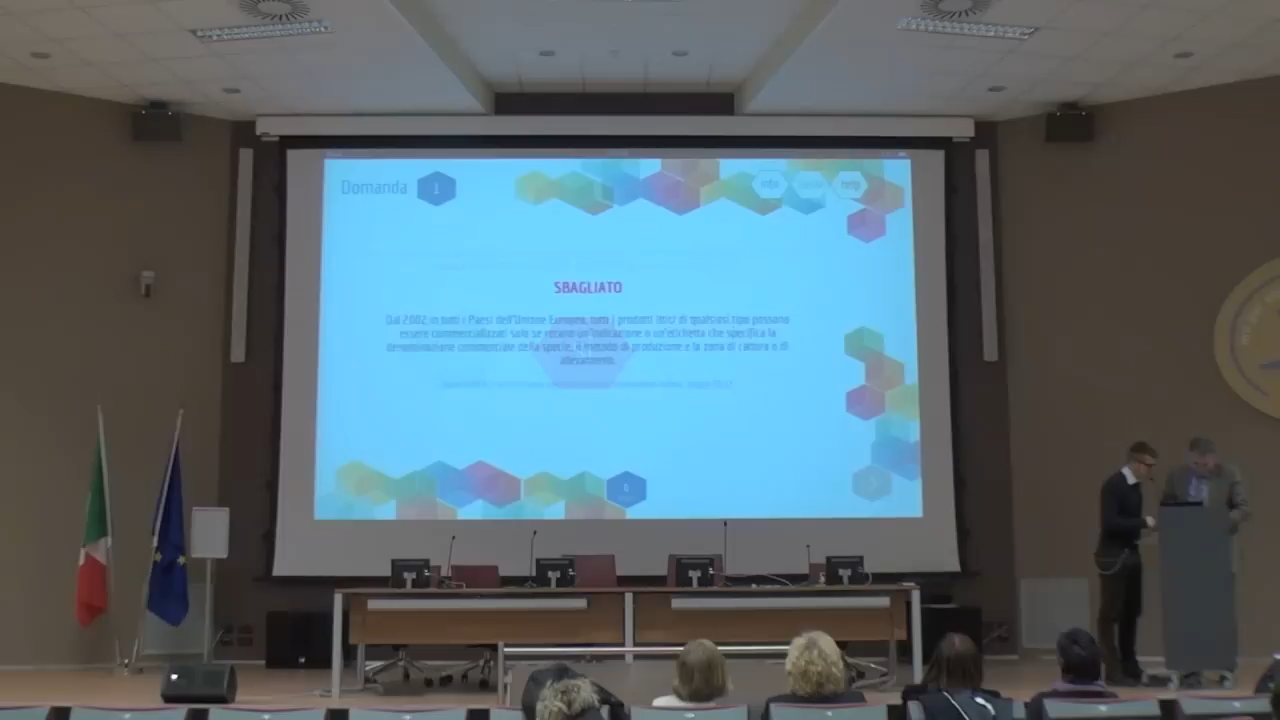 Domanda 1
info
help
SBAGLIATO
Dal 2002 in tutti i Paesi dell'Unione Europea, tutti i prodotti ittici di qualsiasi tipo possono
essere commercializzati solo se recano un'indicazione o un'etichetta che specifica la
denominazione commerciale della specie, il metodo di produzione e la zona di cattura o di
allevamento.
0